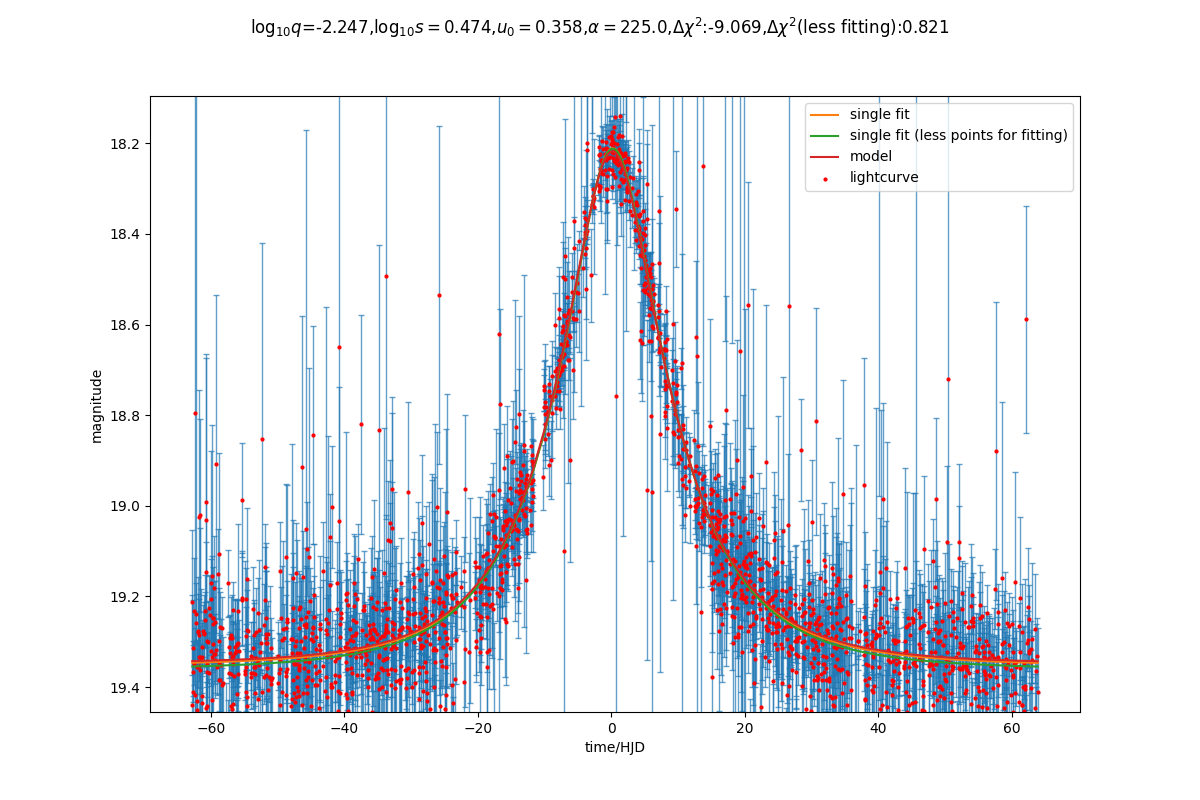 log₁₀q=-2.247,log₁₀s = 0.474,u₀ = 0.358,α = 225.0,Δχ²:-9.069,Δχ²(less fitting):0.821
single fit
single fit (less points for fitting)
model
lightcurve
18.2
18.4
18.6
18.8
19.0
19.2
19.4
magnitude
−60
−40
−20
0
20
40
60
time/HJD